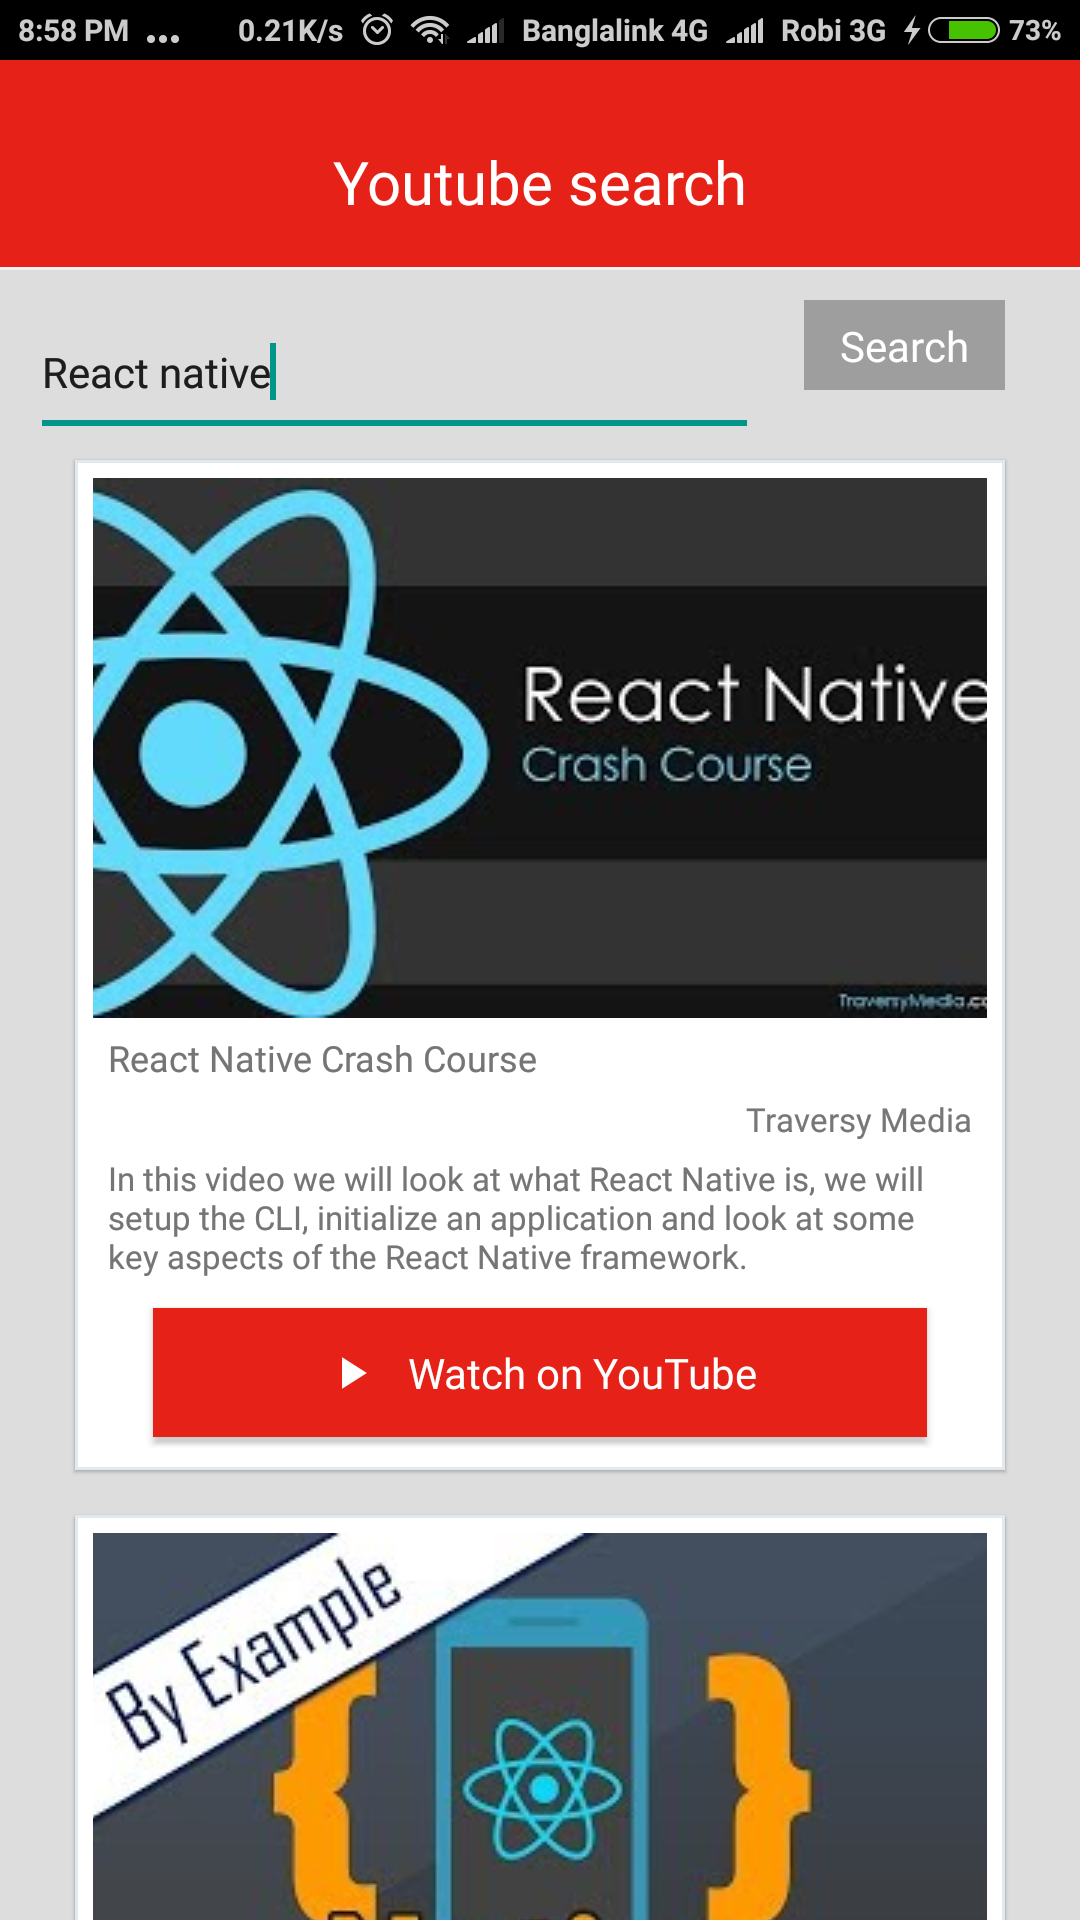 8:58 PM ... 0.21K/s Banglalink 4G Robi 3G 73%
Youtube search
Search
React native
React Native
Crash Course
TraversyMedia.co
React Native Crash Course
Traversy Media
In this video we will look at what React Native is, we will
setup the CLI, initialize an application and look at some
key aspects of the React Native framework.
Watch on YouTube
By Example
{ }